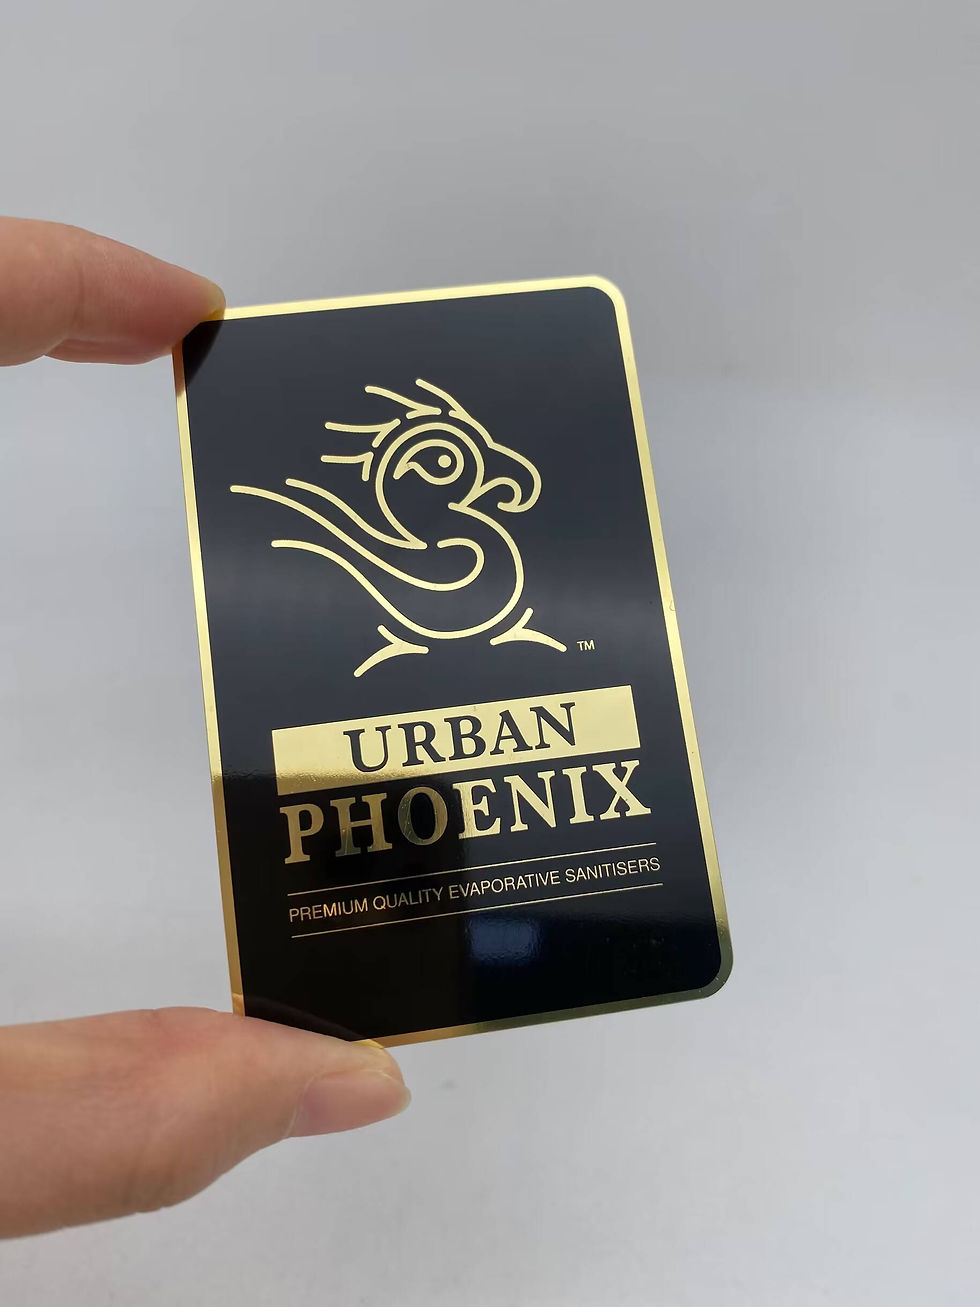 TM
URBAN
PHOENIX
PREMIUM QUALITY EVAPORATIVE SANITISERS